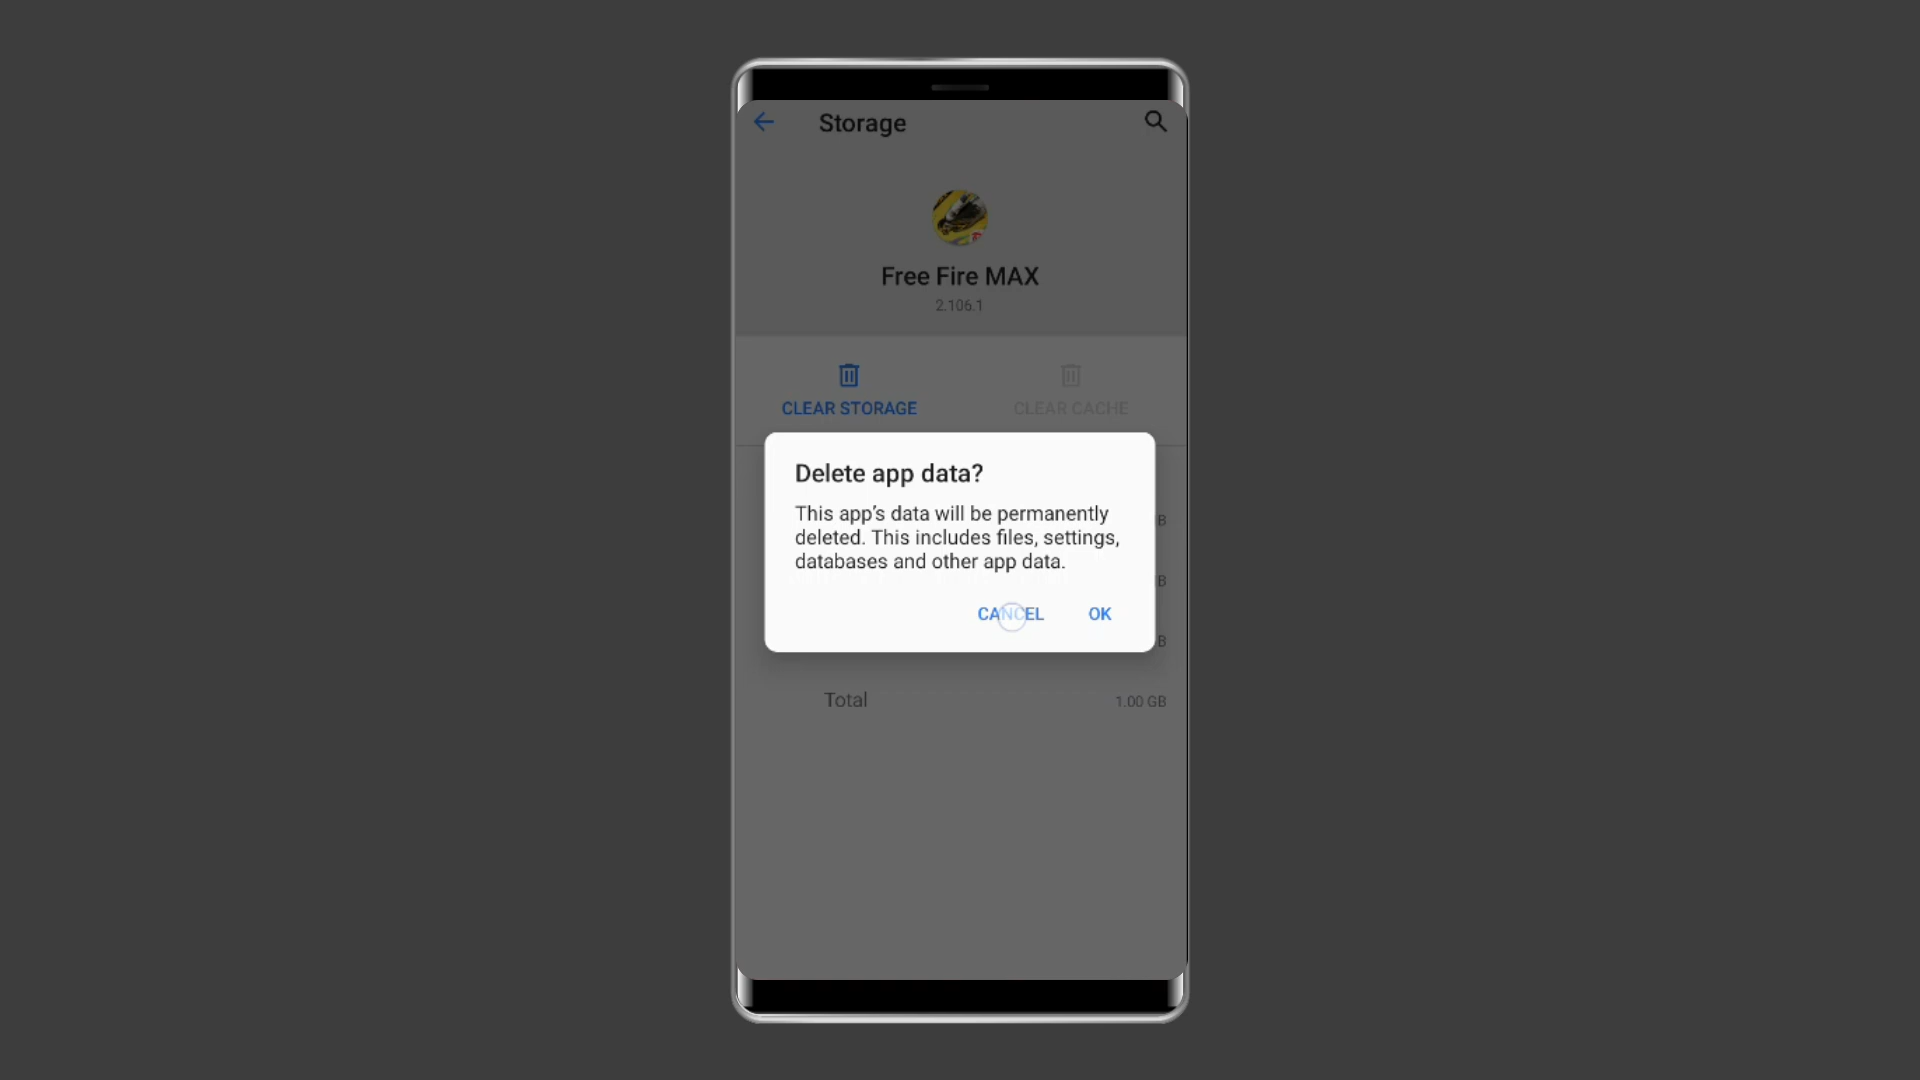 Storage
Free Fire MAX
2.106.1
CLEAR STORAGE
CLEAR CACHE
Delete app data?
This app's data will be permanently
deleted. This includes files, settings,
databases and other app data.
B
B
CANCEL
OK
B
Total
1.00 GB